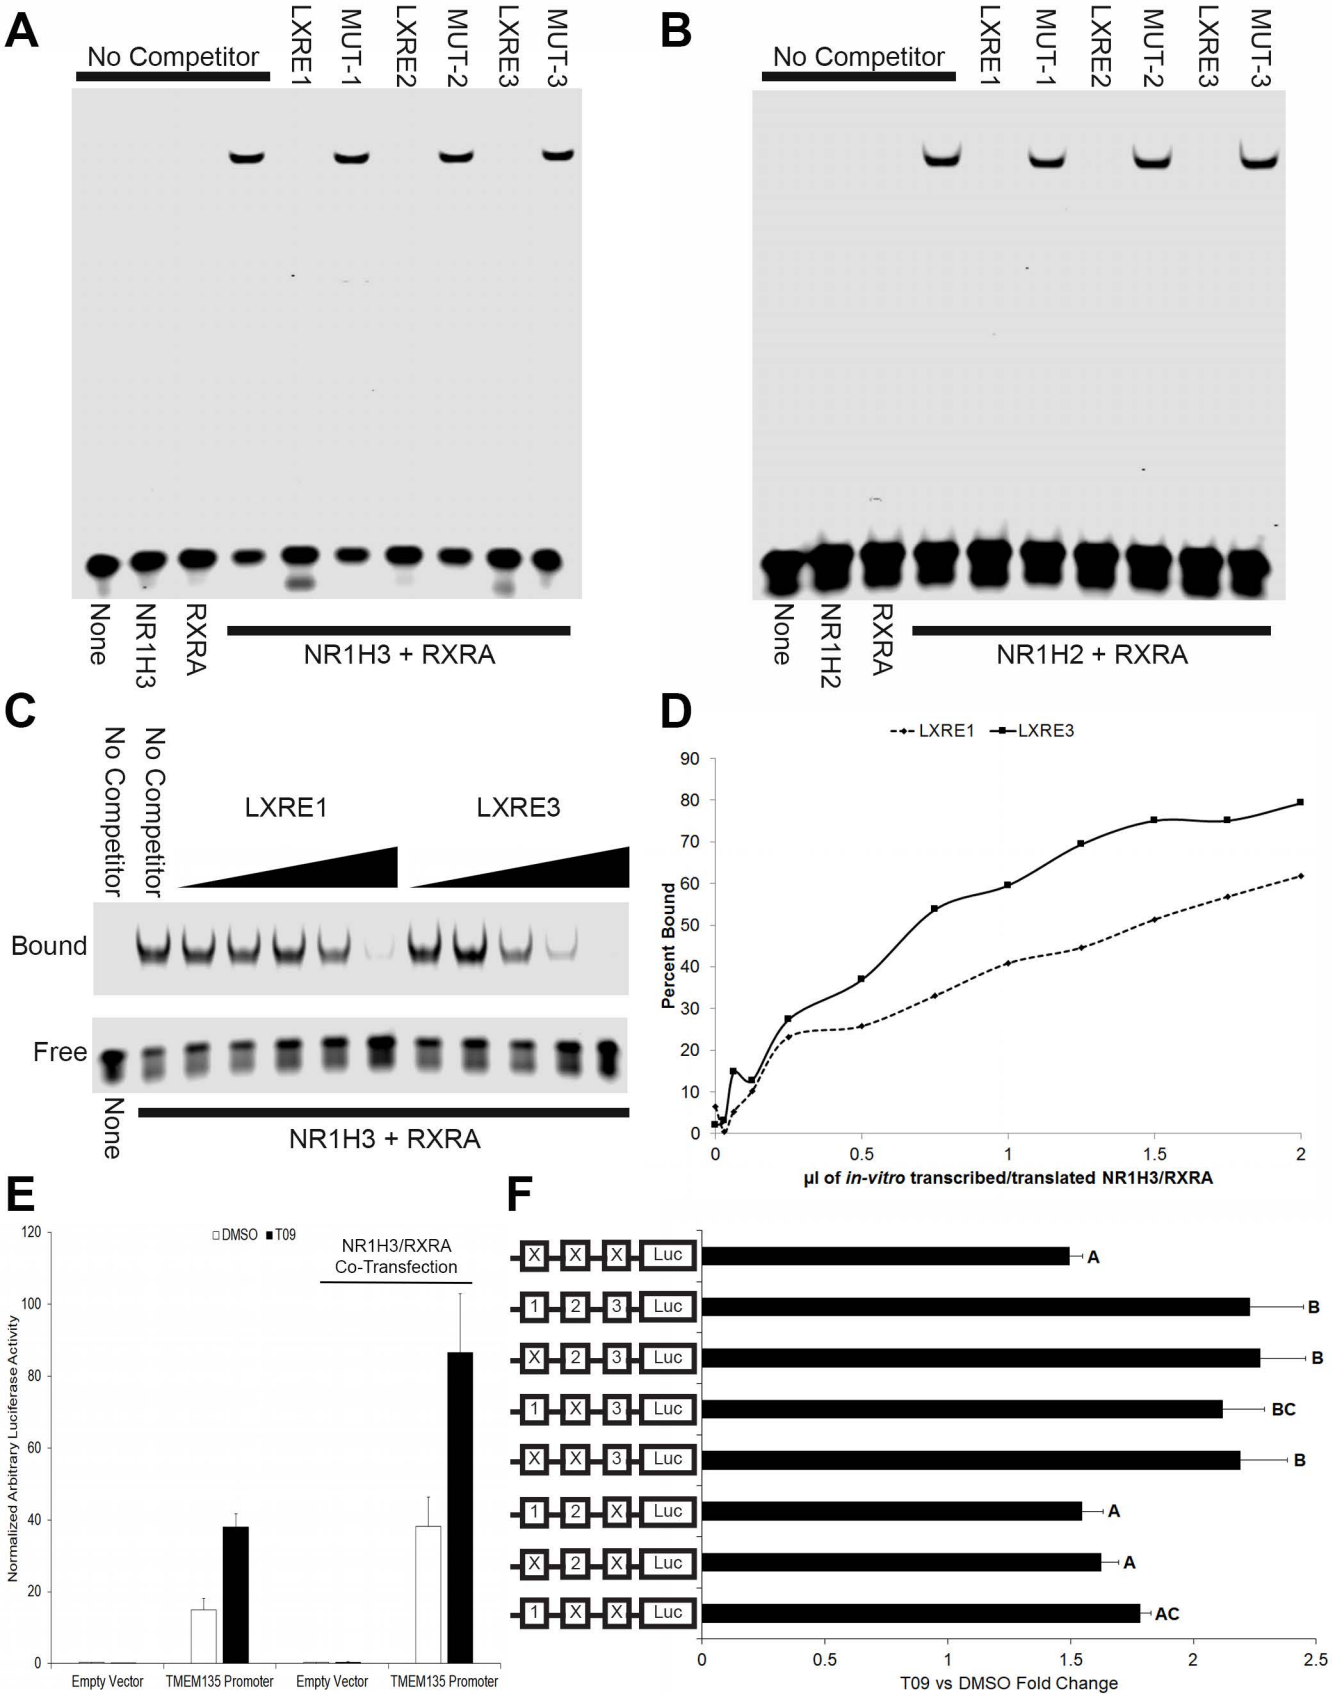 A
No Competitor
LXRE1
MUT-1
LXRE2
MUT-2
LXRE3
MUT-3
None
NR1H3
RXRA
NR1H3 + RXRA
B
No Competitor
LXRE1
MUT-1
LXRE2
MUT-2
LXRE3
MUT-3
None
NR1H2
RXRA
NR1H2 + RXRA
C
No Competitor
No Competitor
LXRE1
LXRE3
Bound
Free
None
NR1H3 + RXRA
D
LXRE1
LXRE3
Percent Bound
90
80
70
60
50
40
30
20
10
0
0
0.5
1
1.5
2
µl of in-vitro transcribed/translated NR1H3/RXRA
E
DMSO
T09
NR1H3/RXRA
Co-Transfection
Normalized Arbitrary Luciferase Activity
120
100
80
60
40
20
0
Empty Vector
TMEM135 Promoter
Empty Vector
TMEM135 Promoter
F
X X X Luc A
1 2 3 Luc B
X 2 3 Luc B
1 X 3 Luc BC
X X 3 Luc B
1 2 X Luc A
X 2 X Luc A
1 X X Luc AC
0
0.5
1
1.5
2
2.5
T09 vs DMSO Fold Change